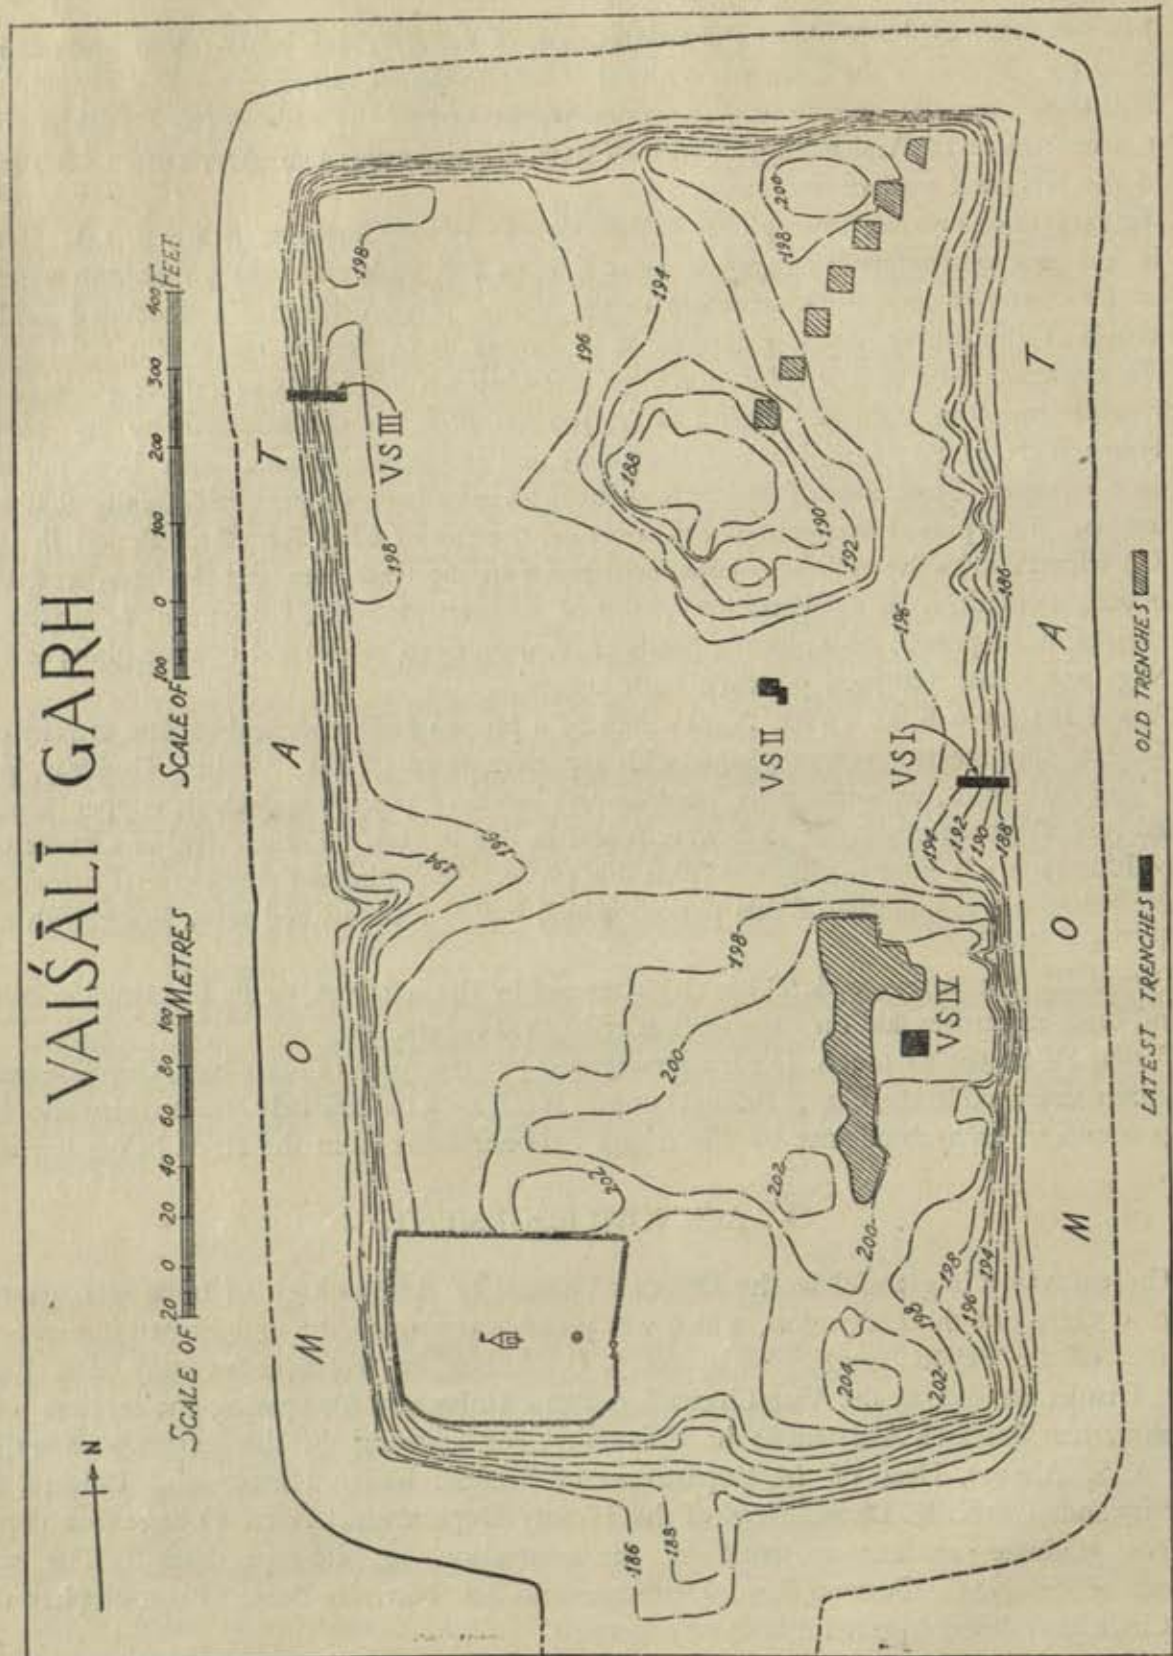 VAIŚĀLĪ GARH
SCALE OF 20 0 20 40 60 80 100 METRES
SCALE OF 100 0 100 200 300 400 FEET
N
M O A T
198
198
VS III
196
194
198
200
188
190
192
196
186
194
196
VS II
VS I
194
192
190
188
198
200
VS IV
202
202
200
198
198
196
194
204
202
186
188
M O A T
LATEST TRENCHES
OLD TRENCHES